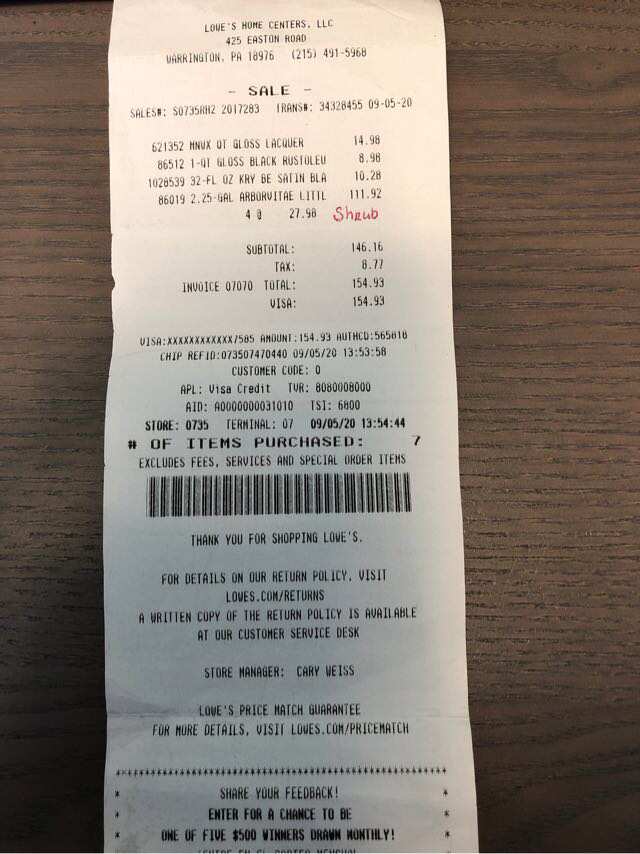 LOWE'S HOME CENTERS, LLC
425 EASTON ROAD
WARRINGTON, PA 18976 (215) 491-5968
- SALE -
SALES#: S0735RH2 2017283 TRANS#: 34328455 09-05-20
621352 MNWX QT GLOSS LACQUER 14.98
86512 1-QT GLOSS BLACK RUSTOLEU 8.98
1028539 32-FL OZ KRY BE SATIN BLA 10.28
86019 2.25-GAL ARBORVITAE LITTL 111.92
4 @ 27.98 Shrub
SUBTOTAL: 146.16
TAX: 8.77
INVOICE 07070 TOTAL: 154.93
VISA: 154.93
VISA:XXXXXXXXXXXX7585 AMOUNT:154.93 AUTHCD:565818
CHIP REFID:073507470440 09/05/20 13:53:58
CUSTOMER CODE: 0
APL: Visa Credit TVR: 8080008000
AID: A0000000031010 TSI: 6800
STORE: 0735 TERMINAL: 07 09/05/20 13:54:44
# OF ITEMS PURCHASED: 7
EXCLUDES FEES, SERVICES AND SPECIAL ORDER ITEMS
THANK YOU FOR SHOPPING LOWE'S.
FOR DETAILS ON OUR RETURN POLICY, VISIT
LOWES.COM/RETURNS
A WRITTEN COPY OF THE RETURN POLICY IS AVAILABLE
AT OUR CUSTOMER SERVICE DESK
STORE MANAGER: CARY WEISS
LOWE'S PRICE MATCH GUARANTEE
FOR MORE DETAILS, VISIT LOWES.COM/PRICEMATCH
* SHARE YOUR FEEDBACK! *
* ENTER FOR A CHANCE TO BE *
* ONE OF FIVE $500 WINNERS DRAWN MONTHLY! *